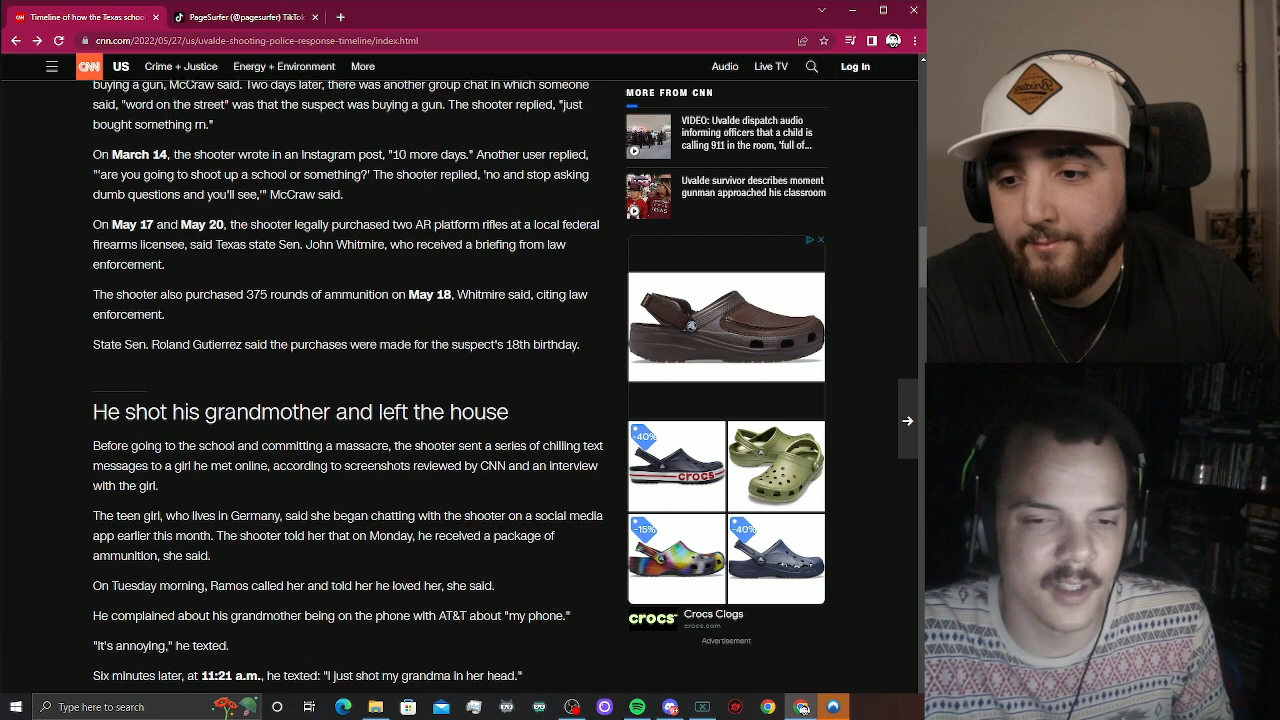 Timeline of how the Texas school
PageSurfer (@pagesurfer) TikTok
cnn.com/2022/05/27/us/uvalde-shooting-police-response-timeline/index.html
CNN
US
Crime + Justice
Energy + Environment
More
Audio
Live TV
Log In
buying a gun, McCraw said. Two days later, there was another group chat in which someone
said, "word on the street" was that the suspect was buying a gun. The shooter replied, "just
bought something rn."
On March 14, the shooter wrote in an Instagram post, "10 more days." Another user replied,
"'are you going to shoot up a school or something?' The shooter replied, 'no and stop asking
dumb questions and you'll see,'" McCraw said.
On May 17 and May 20, the shooter legally purchased two AR platform rifles at a local federal
firearms licensee, said Texas state Sen. John Whitmire, who received a briefing from law
enforcement.
The shooter also purchased 375 rounds of ammunition on May 18, Whitmire said, citing law
enforcement.
State Sen. Roland Gutierrez said the purchases were made for the suspect's 18th birthday.
He shot his grandmother and left the house
Before going to the school and committing a massacre, the shooter sent a series of chilling text
messages to a girl he met online, according to screenshots reviewed by CNN and an interview
with the girl.
The teen girl, who lives in Germany, said she began chatting with the shooter on a social media
app earlier this month. The shooter told her that on Monday, he received a package of
ammunition, she said.
On Tuesday morning, Ramos called her and told her he loved her, she said.
He complained about his grandmother being on the phone with AT&T about "my phone."
"It's annoying," he texted.
Six minutes later, at 11:21 a.m., he texted: "I just shot my grandma in her head."
MORE FROM CNN
VIDEO: Uvalde dispatch audio
informing officers that a child is
calling 911 in the room, 'full of...
Uvalde survivor describes moment
gunman approached his classroom
-40%
crocs
-15%
-40%
crocs
Crocs Clogs
crocs.com
Advertisement
Type here to search